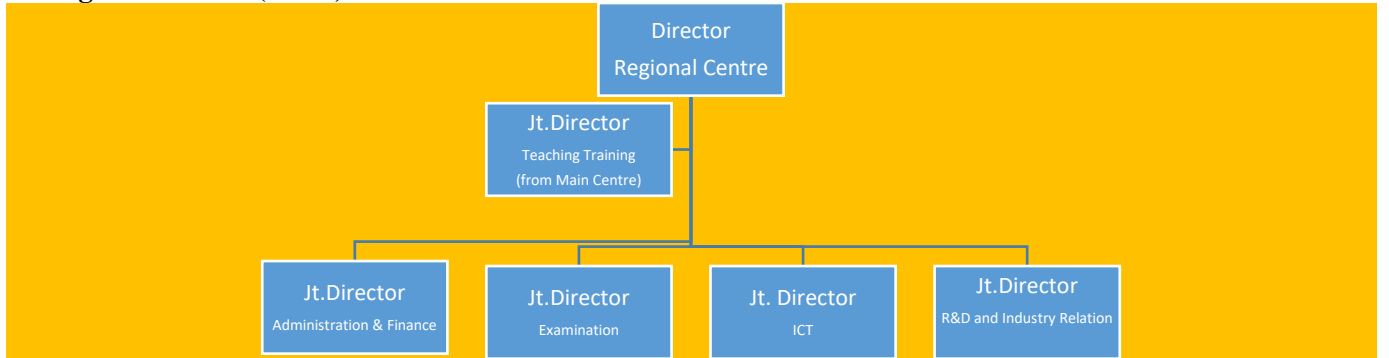 Director
Regional Centre
Jt.Director
Teaching Training
(from Main Centre)
Jt.Director
Administration & Finance
Jt.Director
Examination
Jt. Director
ICT
Jt.Director
R&D and Industry Relation